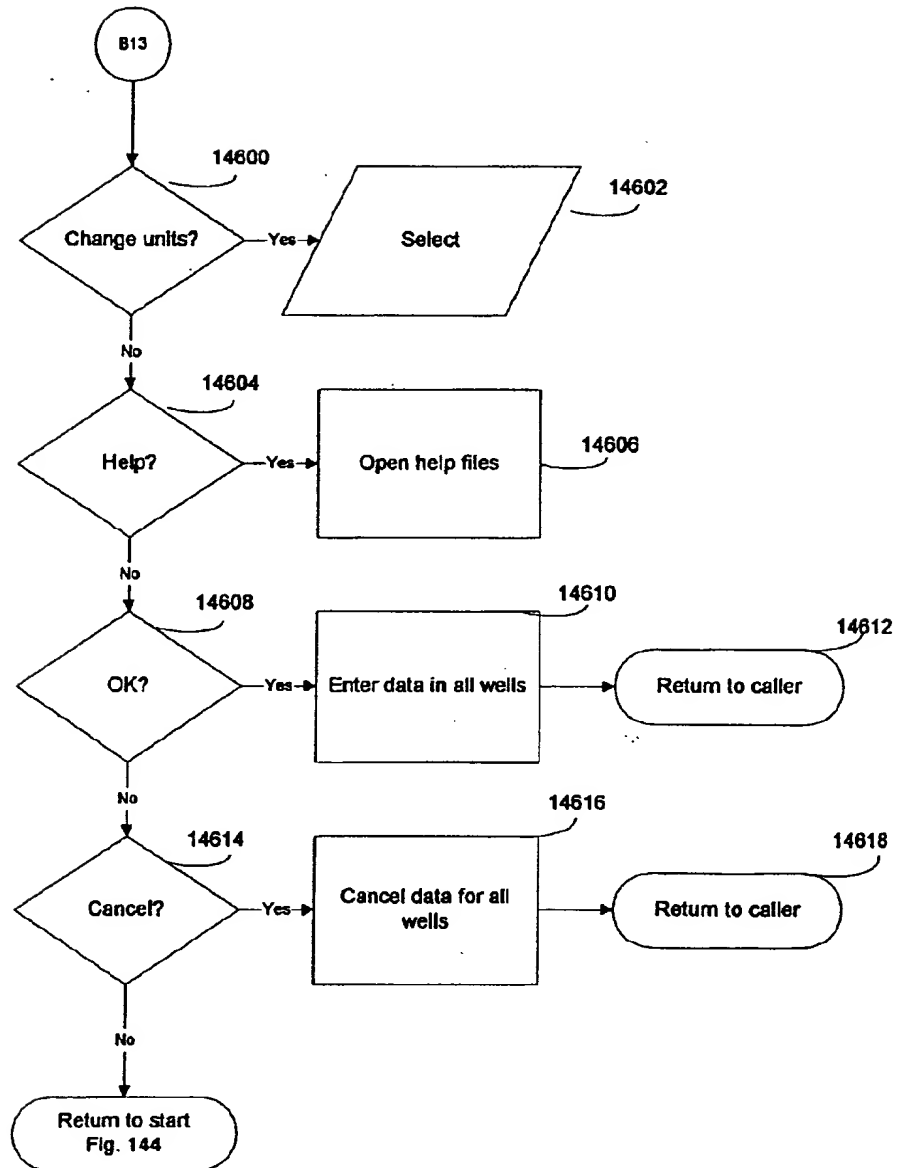 B13
14600
14602
Change units?
Yes
Select
No
14604
14606
Help?
Yes
Open help files
No
14608
14610
14612
OK?
Yes
Enter data in all wells
Return to caller
No
14614
14616
14618
Cancel?
Yes
Cancel data for all
wells
Return to caller
No
Return to start
Fig. 144